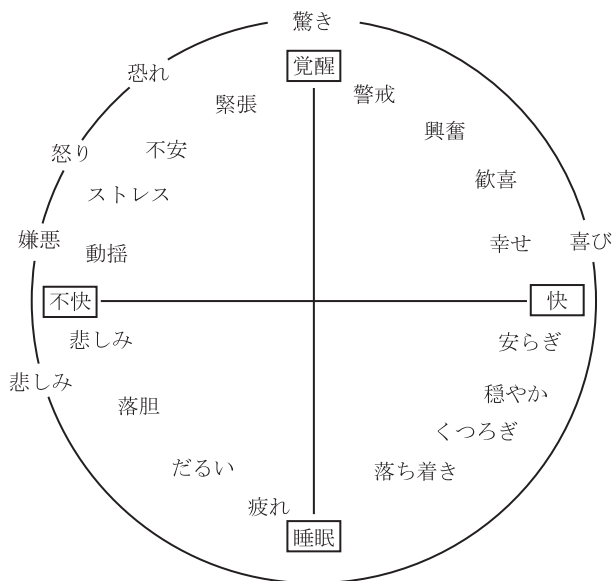 驚き
覚醒
恐れ
警戒
緊張
興奮
怒り
不安
歓喜
ストレス
嫌悪
動揺
幸せ
喜び
不快
快
悲しみ
安らぎ
悲しみ
穏やか
落胆
くつろぎ
だるい
落ち着き
疲れ
睡眠